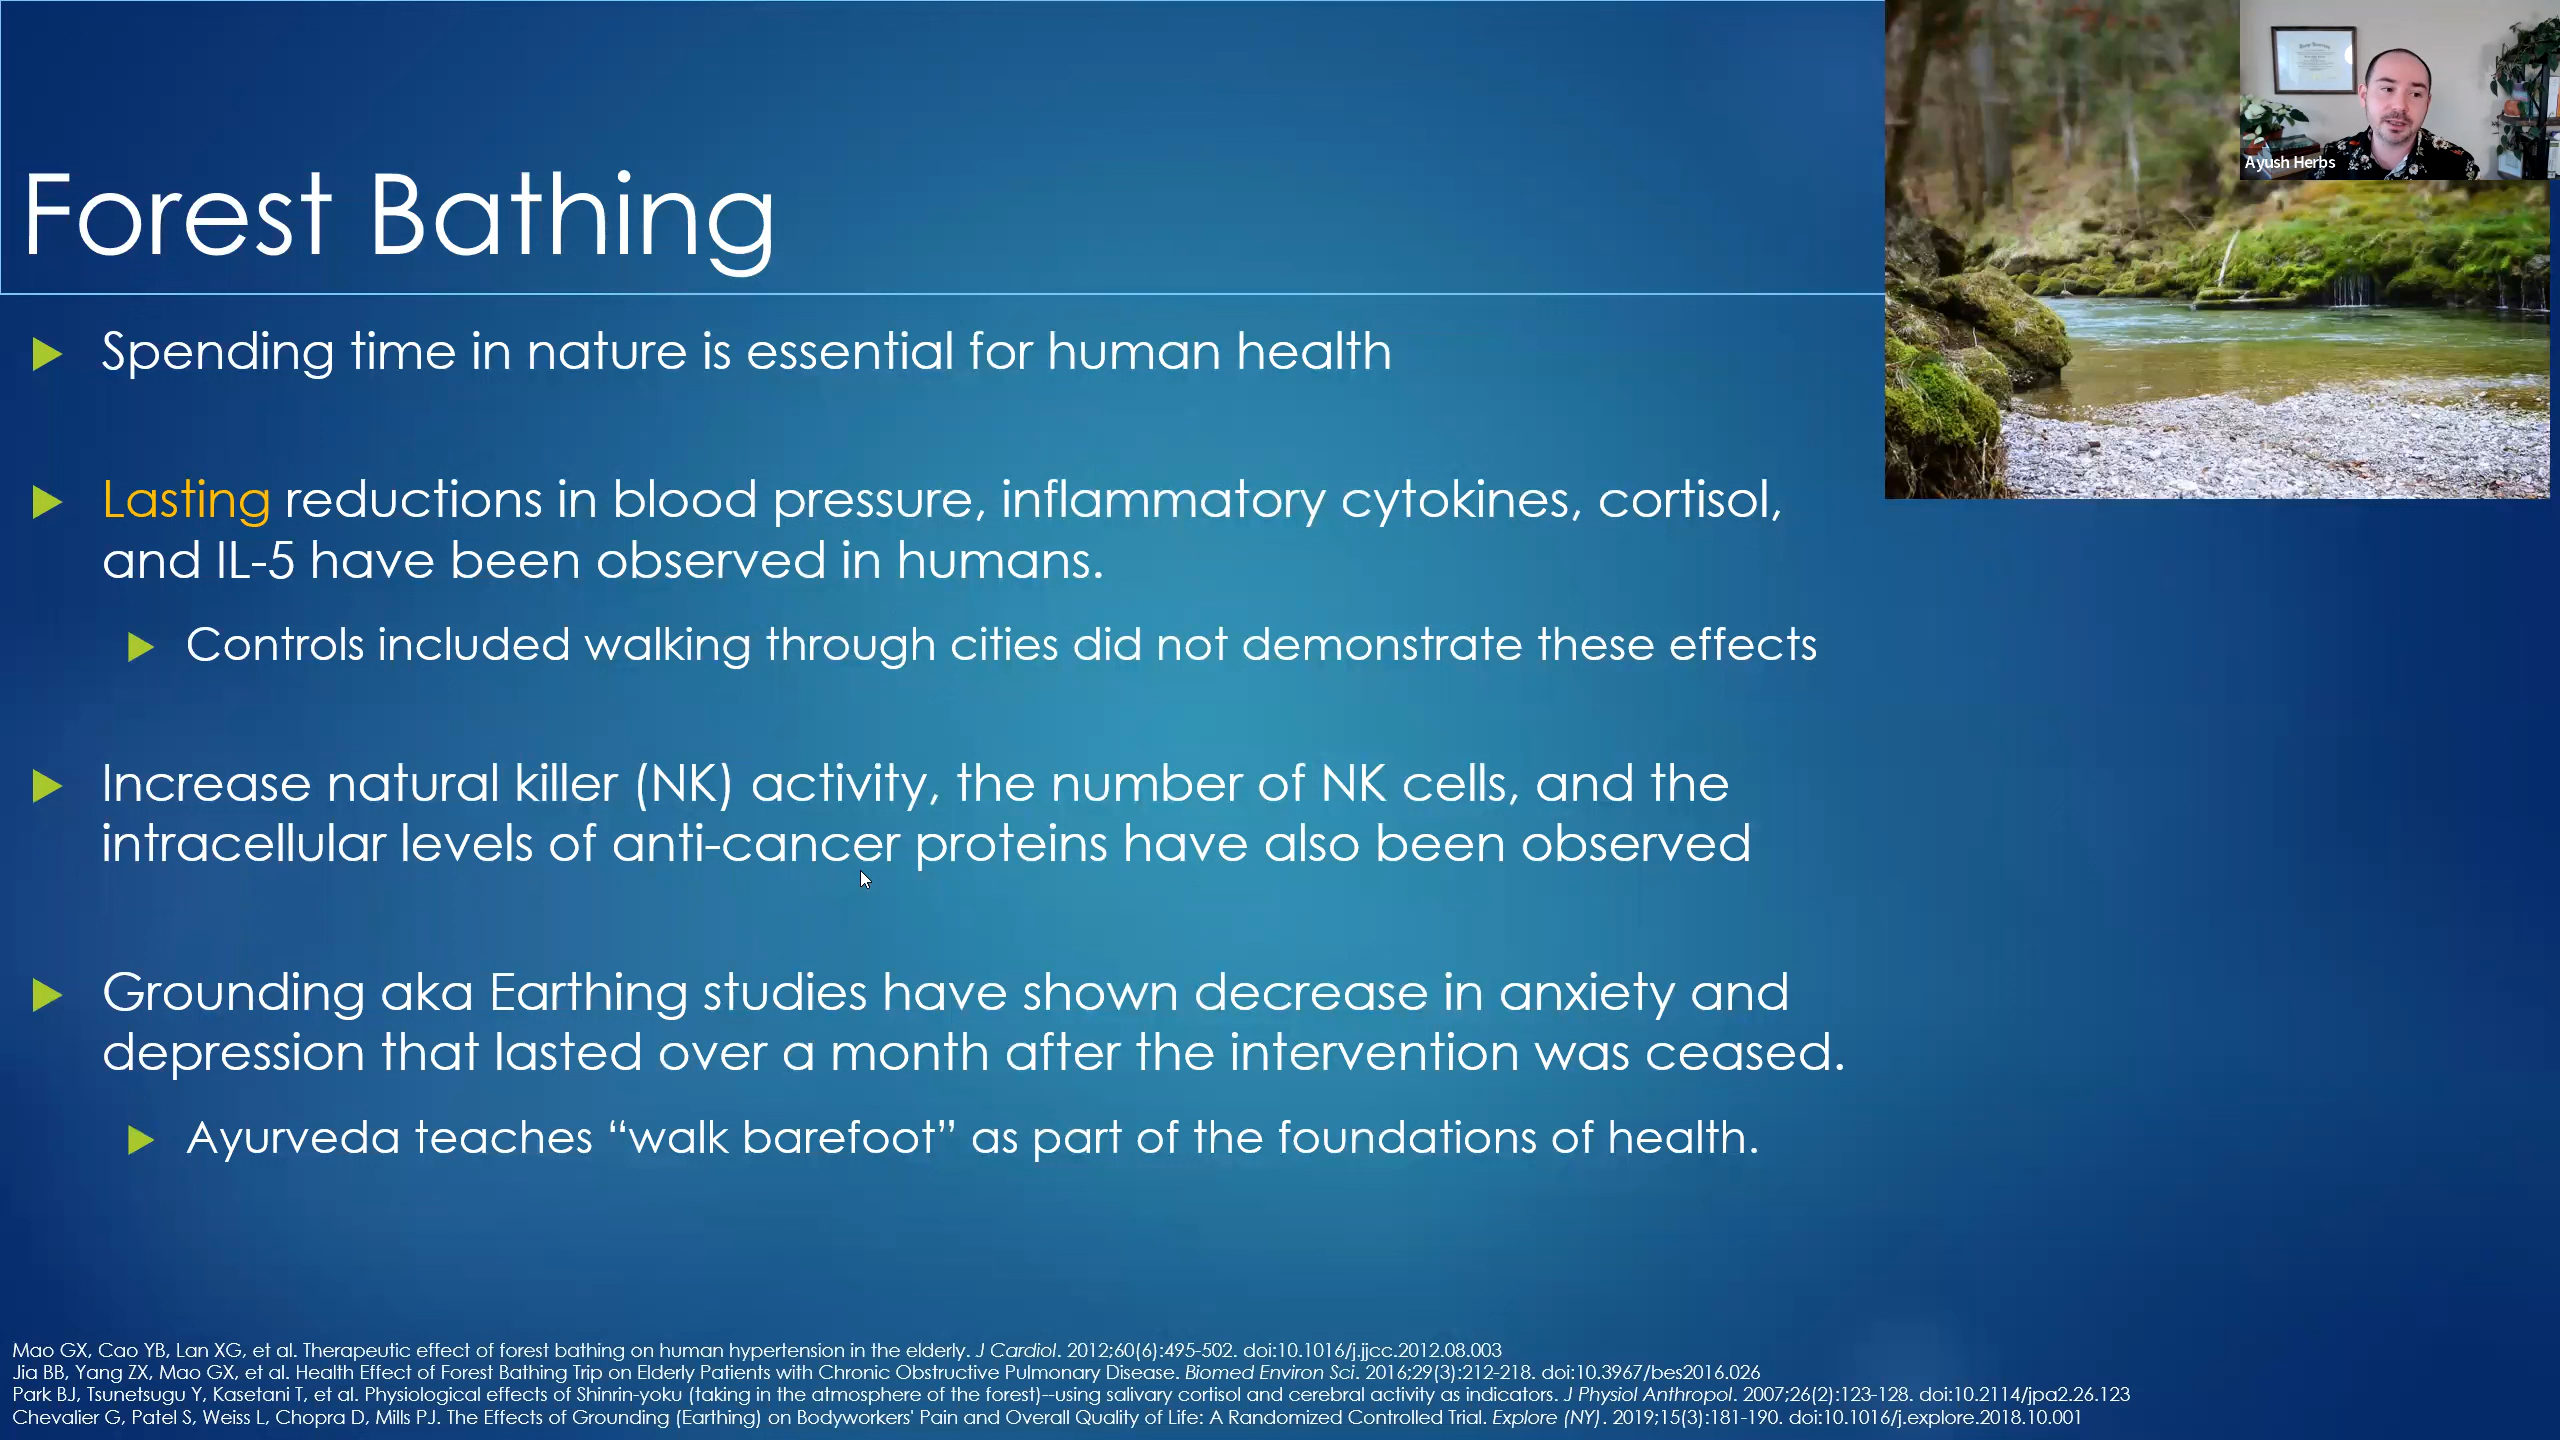 Forest Bathing
Ayush Herbs
Spending time in nature is essential for human health
Lasting reductions in blood pressure, inflammatory cytokines, cortisol,
and IL-5 have been observed in humans.
Controls included walking through cities did not demonstrate these effects
Increase natural killer (NK) activity, the number of NK cells, and the
intracellular levels of anti-cancer proteins have also been observed
Grounding aka Earthing studies have shown decrease in anxiety and
depression that lasted over a month after the intervention was ceased.
Ayurveda teaches “walk barefoot” as part of the foundations of health.
Mao GX, Cao YB, Lan XG, et al. Therapeutic effect of forest bathing on human hypertension in the elderly. J Cardiol. 2012;60(6):495-502. doi:10.1016/j.jjcc.2012.08.003
Jia BB, Yang ZX, Mao GX, et al. Health Effect of Forest Bathing Trip on Elderly Patients with Chronic Obstructive Pulmonary Disease. Biomed Environ Sci. 2016;29(3):212-218. doi:10.3967/bes2016.026
Park BJ, Tsunetsugu Y, Kasetani T, et al. Physiological effects of Shinrin-yoku (taking in the atmosphere of the forest)--using salivary cortisol and cerebral activity as indicators. J Physiol Anthropol. 2007;26(2):123-128. doi:10.2114/jpa2.26.123
Chevalier G, Patel S, Weiss L, Chopra D, Mills PJ. The Effects of Grounding (Earthing) on Bodyworkers' Pain and Overall Quality of Life: A Randomized Controlled Trial. Explore (NY). 2019;15(3):181-190. doi:10.1016/j.explore.2018.10.001